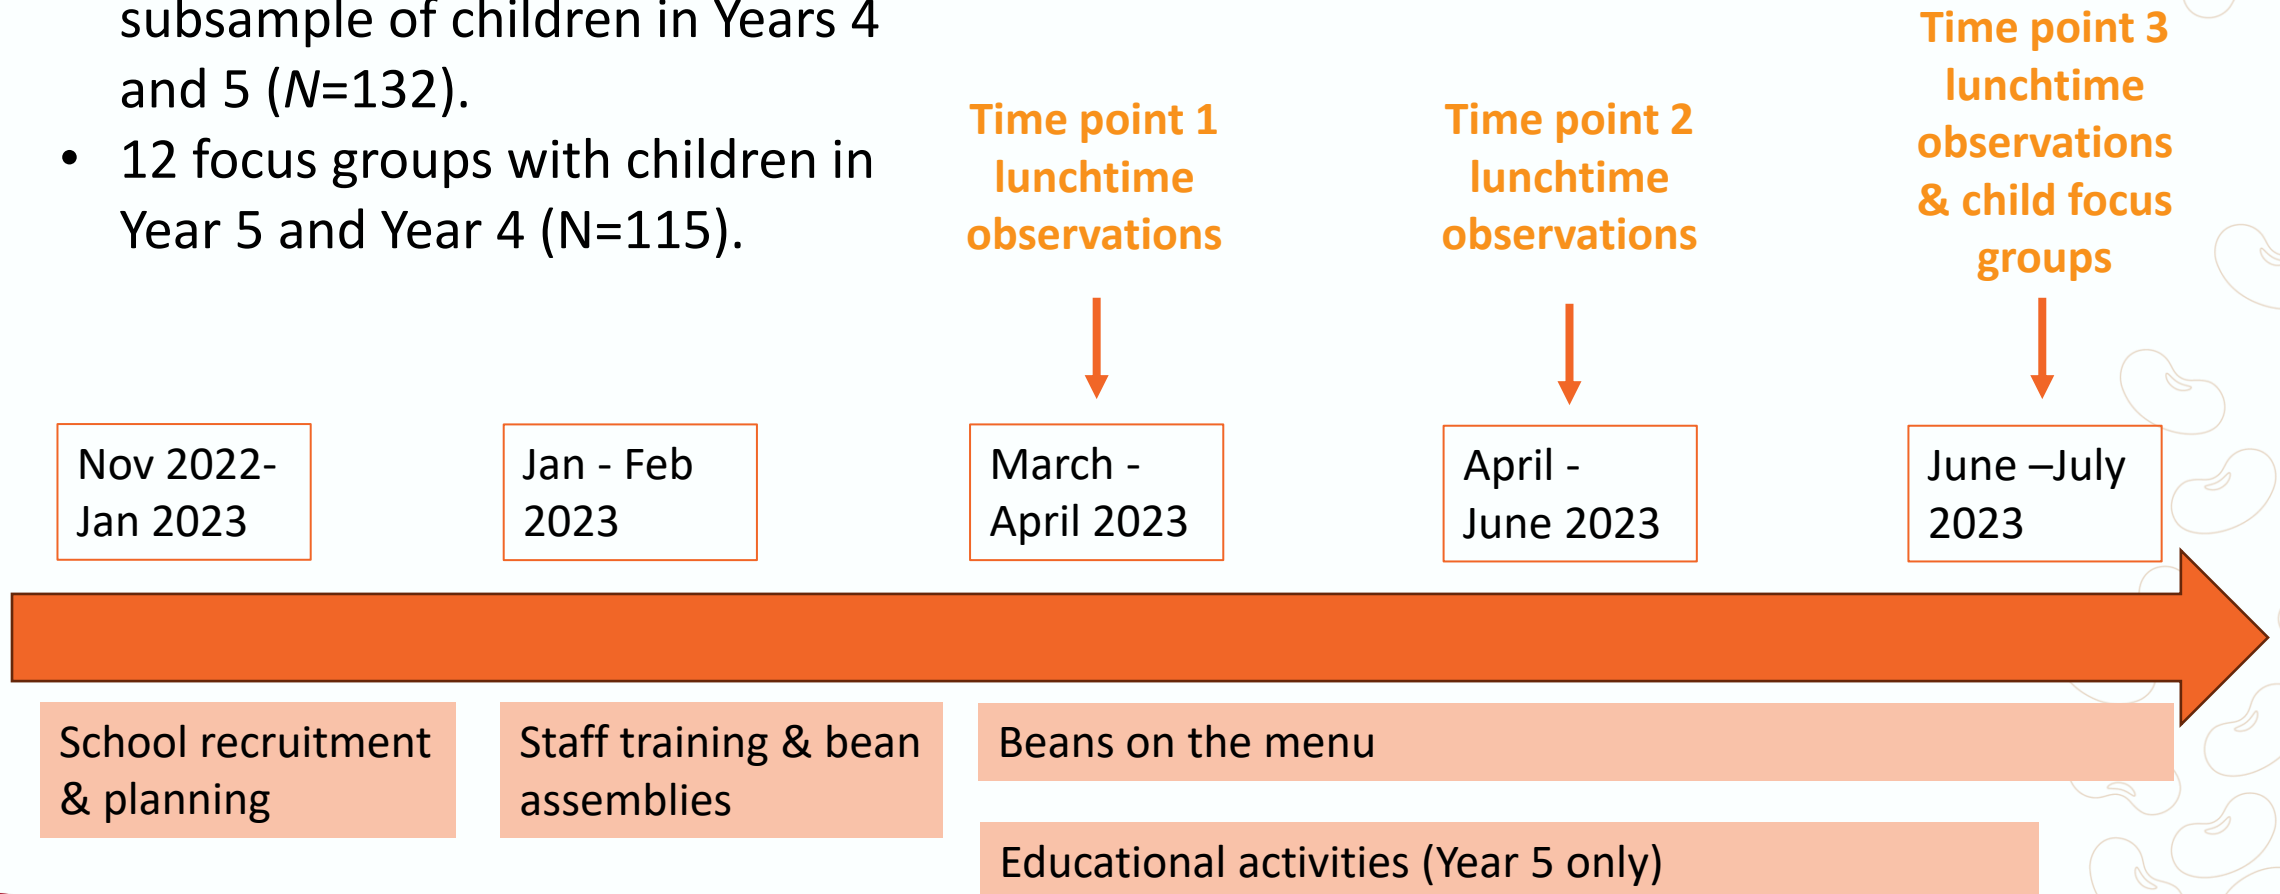 subsample of children in Years 4
and 5 (N=132).
• 12 focus groups with children in
Year 5 and Year 4 (N=115).
Time point 1
lunchtime
observations
Time point 2
lunchtime
observations
Time point 3
lunchtime
observations
& child focus
groups
Nov 2022-
Jan 2023
Jan - Feb
2023
March -
April 2023
April -
June 2023
June –July
2023
School recruitment
& planning
Staff training & bean
assemblies
Beans on the menu
Educational activities (Year 5 only)